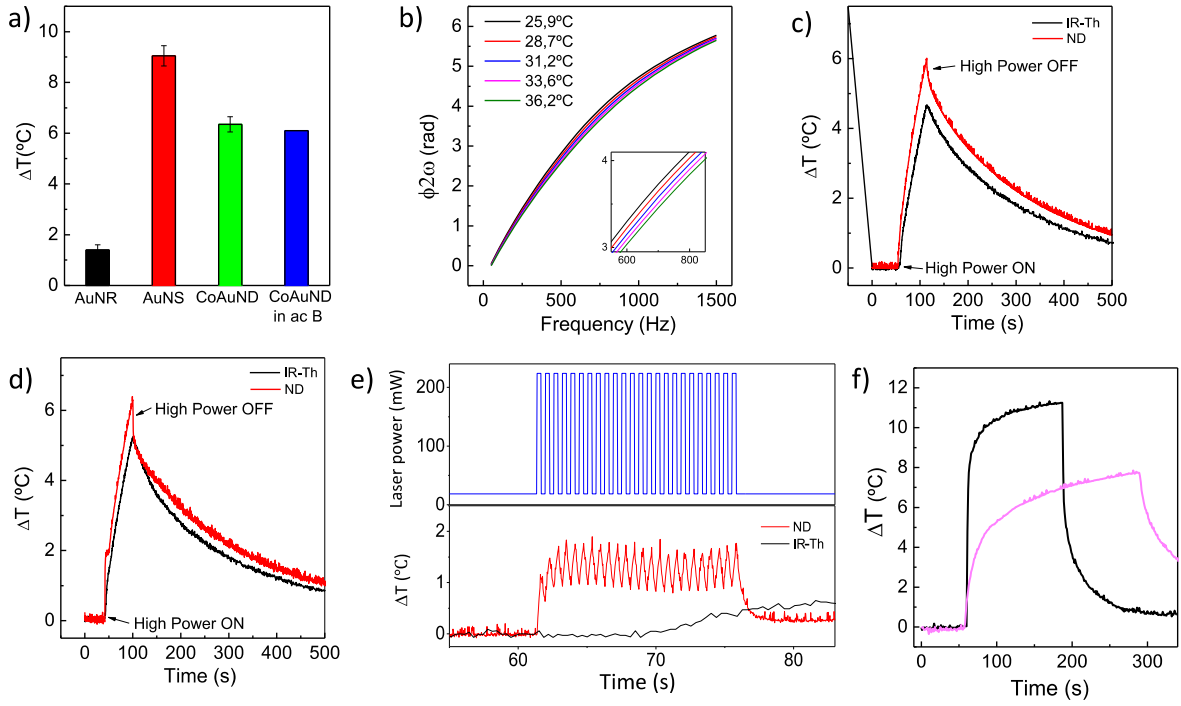 a)
ΔT(ºC)
10
8
6
4
2
0
AuNR
AuNS
CoAuND
CoAuND
in ac B
b)
ϕ2ω (rad)
6
5
4
3
2
1
0
25,9ºC
28,7ºC
31,2ºC
33,6ºC
36,2ºC
4
3
600
800
0
500
1000
1500
Frequency (Hz)
c)
IR-Th
ND
High Power OFF
High Power ON
ΔT (ºC)
6
4
2
0
0
100
200
300
400
500
Time (s)
d)
IR-Th
ND
High Power OFF
High Power ON
ΔT (ºC)
6
4
2
0
0
100
200
300
400
500
Time (s)
e)
Laser power (mW)
200
100
0
ND
IR-Th
ΔT (ºC)
2
1
0
60
70
80
Time (s)
f)
ΔT (ºC)
12
10
8
6
4
2
0
0
100
200
300
Time (s)